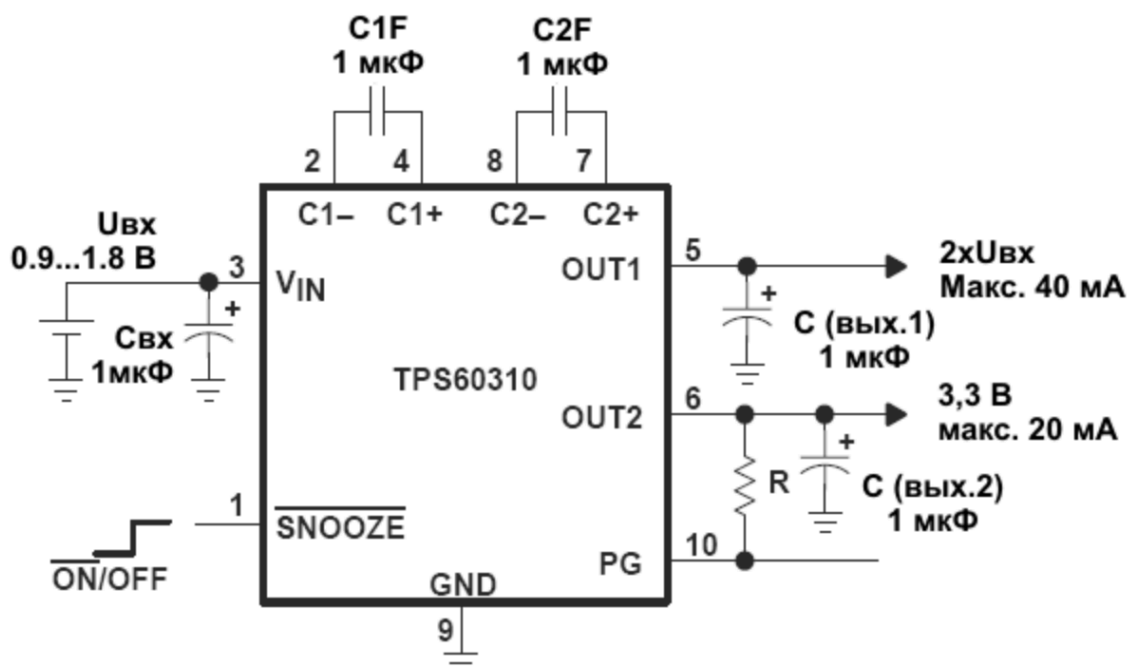 C1F
1 мкФ
C2F
1 мкФ
2
4
8
7
C1–
C1+
C2–
C2+
Uвх
0.9...1.8 В
3
VIN
+
Cвх
1мкФ
TPS60310
OUT1
5
2xUвх
Макс. 40 мА
+
C (вых.1)
1 мкФ
OUT2
6
3,3 В
макс. 20 мА
+
R
C (вых.2)
1 мкФ
1
SNOOZE
ON/OFF
PG
10
GND
9